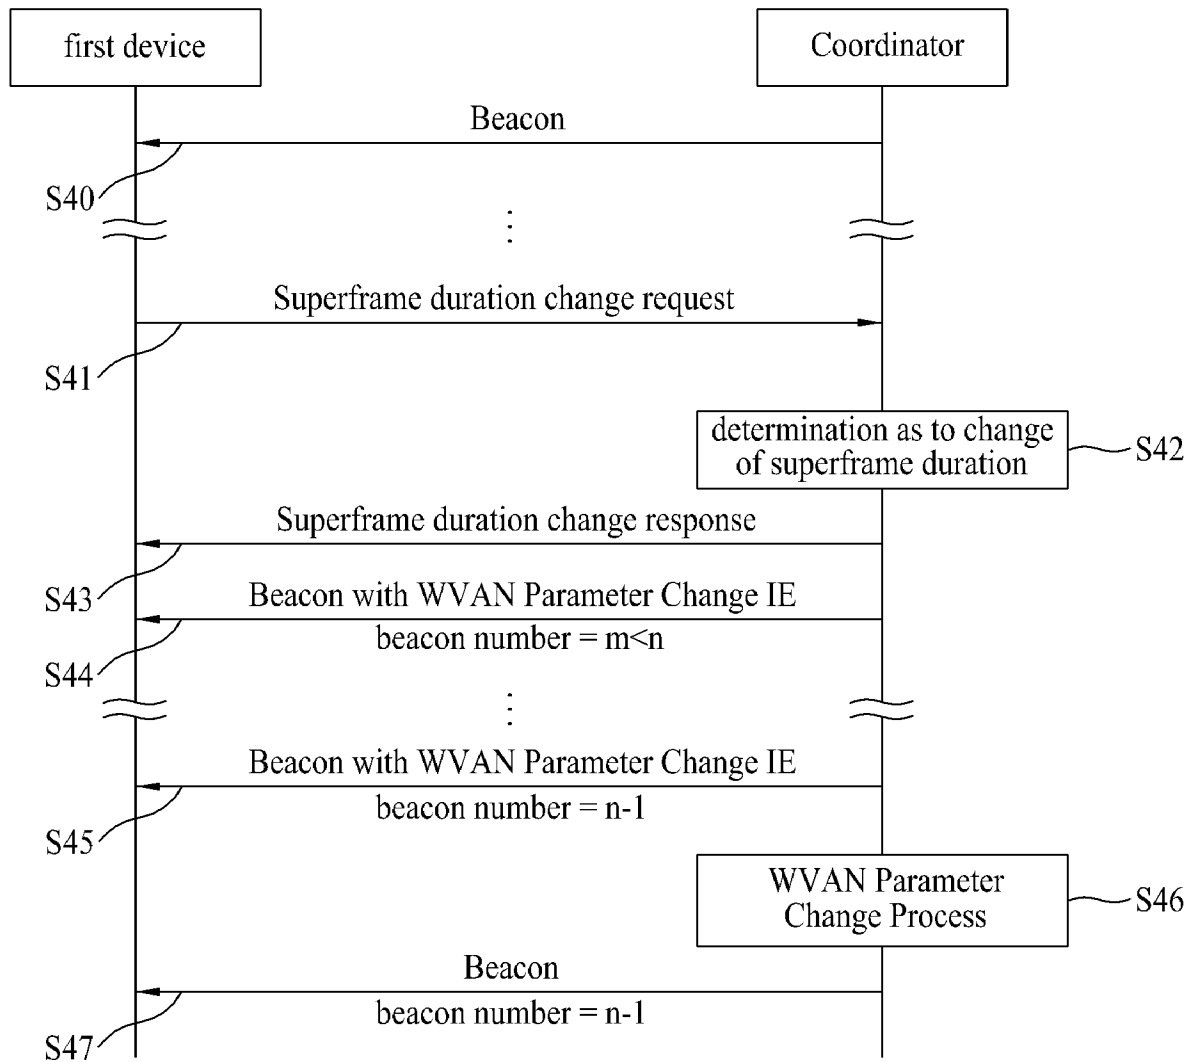 first device
Coordinator
Beacon
S40
Superframe duration change request
S41
determination as to change
of superframe duration
S42
Superframe duration change response
S43
Beacon with WVAN Parameter Change IE
beacon number = m<n
S44
Beacon with WVAN Parameter Change IE
beacon number = n-1
S45
WVAN Parameter
Change Process
S46
Beacon
beacon number = n-1
S47